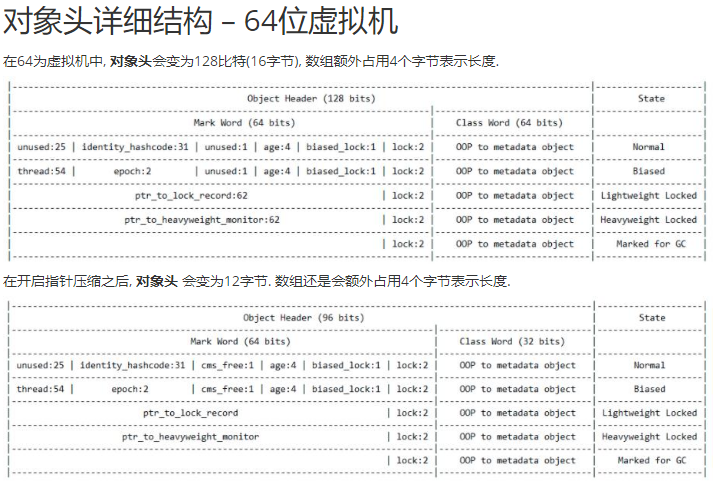 对象头详细结构 – 64位虚拟机
在64为虚拟机中, 对象头会变为128比特(16字节), 数组额外占用4个字节表示长度.
|--------------------------------------------------------------------------------------------------------------|--------------------|
| Object Header (128 bits) | State |
| Mark Word (64 bits) | Class Word (64 bits) | |
| unused:25 | identity_hashcode:31 | unused:1 | age:4 | biased_lock:1 | lock:2 | OOP to metadata object | Normal |
| thread:54 | epoch:2 | unused:1 | age:4 | biased_lock:1 | lock:2 | OOP to metadata object | Biased |
| ptr_to_lock_record:62 | lock:2 | OOP to metadata object | Lightweight Locked |
| ptr_to_heavyweight_monitor:62 | lock:2 | OOP to metadata object | Heavyweight Locked |
| | lock:2 | OOP to metadata object | Marked for GC |
在开启指针压缩之后, 对象头 会变为12字节. 数组还是会额外占用4个字节表示长度.
| Object Header (96 bits) | State |
| Mark Word (64 bits) | Class Word (32 bits) | |
| unused:25 | identity_hashcode:31 | cms_free:1 | age:4 | biased_lock:1 | lock:2 | OOP to metadata object | Normal |
| thread:54 | epoch:2 | cms_free:1 | age:4 | biased_lock:1 | lock:2 | OOP to metadata object | Biased |
| ptr_to_lock_record | lock:2 | OOP to metadata object | Lightweight Locked |
| ptr_to_heavyweight_monitor | lock:2 | OOP to metadata object | Heavyweight Locked |
| | lock:2 | OOP to metadata object | Marked for GC |